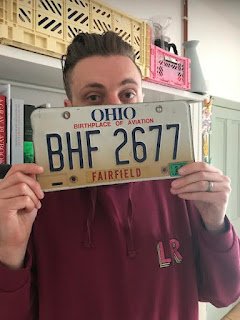 OHIO
BIRTHPLACE OF AVIATION
BHF 2677
FAIRFIELD
LR